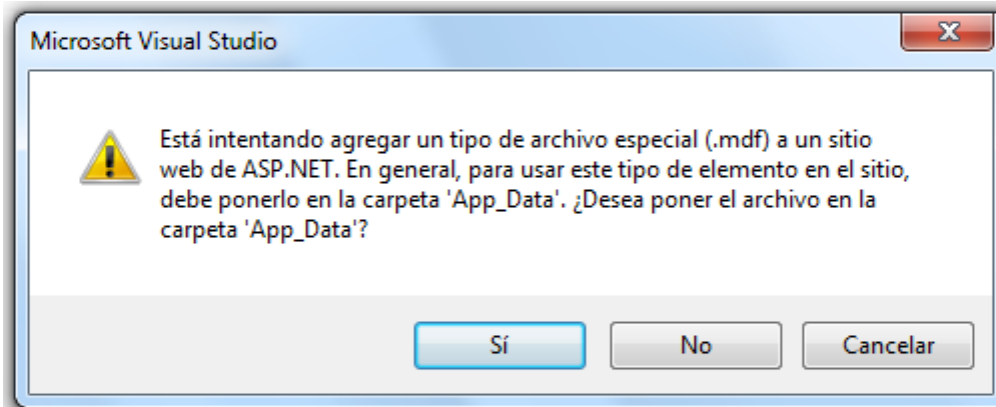 Microsoft Visual Studio
Está intentando agregar un tipo de archivo especial (.mdf) a un sitio
web de ASP.NET. En general, para usar este tipo de elemento en el sitio,
debe ponerlo en la carpeta 'App_Data'. ¿Desea poner el archivo en la
carpeta 'App_Data'?
Sí No Cancelar